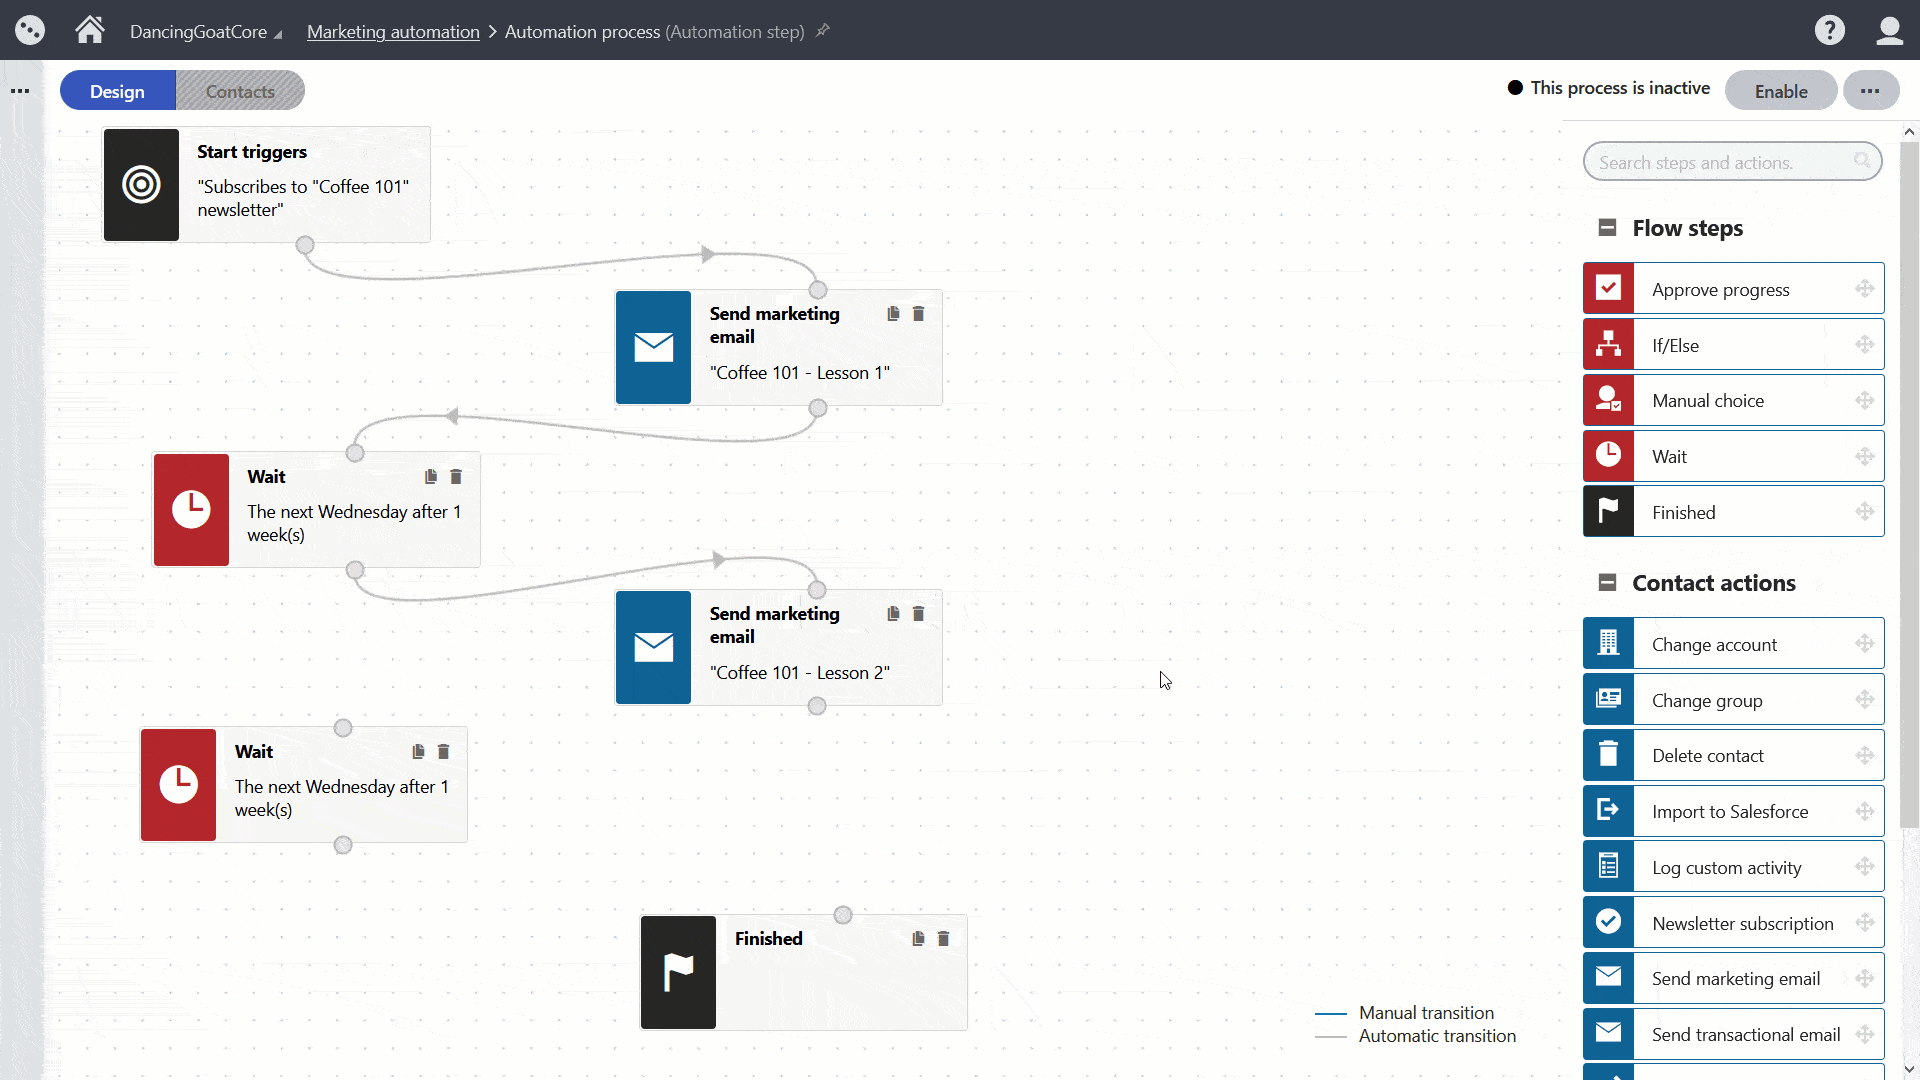 DancingGoatCore Marketing automation > Automation process (Automation step)
Design
Contacts
This process is inactive
Enable
Start triggers
"Subscribes to "Coffee 101"
newsletter"
Send marketing
email
"Coffee 101 - Lesson 1"
Wait
The next Wednesday after 1
week(s)
Send marketing
email
"Coffee 101 - Lesson 2"
Wait
The next Wednesday after 1
week(s)
Finished
Manual transition
Automatic transition
Search steps and actions.
Flow steps
Approve progress
If/Else
Manual choice
Wait
Finished
Contact actions
Change account
Change group
Delete contact
Import to Salesforce
Log custom activity
Newsletter subscription
Send marketing email
Send transactional email